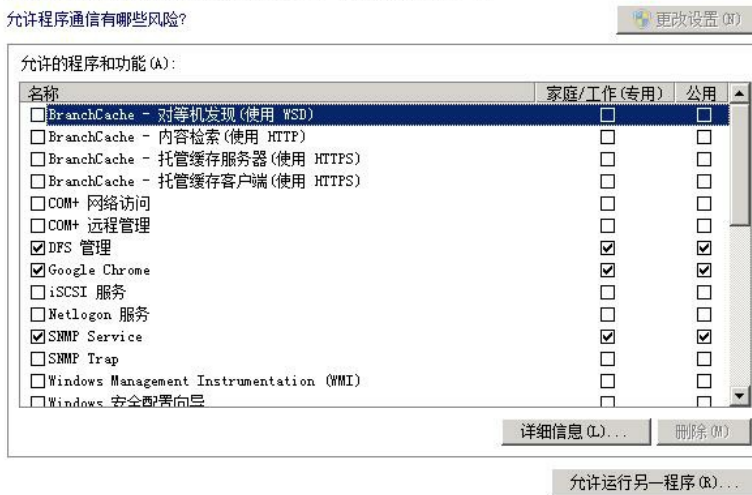 允许程序通信有哪些风险?
更改设置(N)
允许的程序和功能(A):
名称 家庭/工作(专用) 公用
BranchCache - 对等机发现(使用 WSD)
BranchCache - 内容检索(使用 HTTP)
BranchCache - 托管缓存服务器(使用 HTTPS)
BranchCache - 托管缓存客户端(使用 HTTPS)
COM+ 网络访问
COM+ 远程管理
DFS 管理
Google Chrome
iSCSI 服务
Netlogon 服务
SNMP Service
SNMP Trap
Windows Management Instrumentation (WMI)
Windows 安全配置向导
详细信息(L)... 删除(M)
允许运行另一程序(R)...